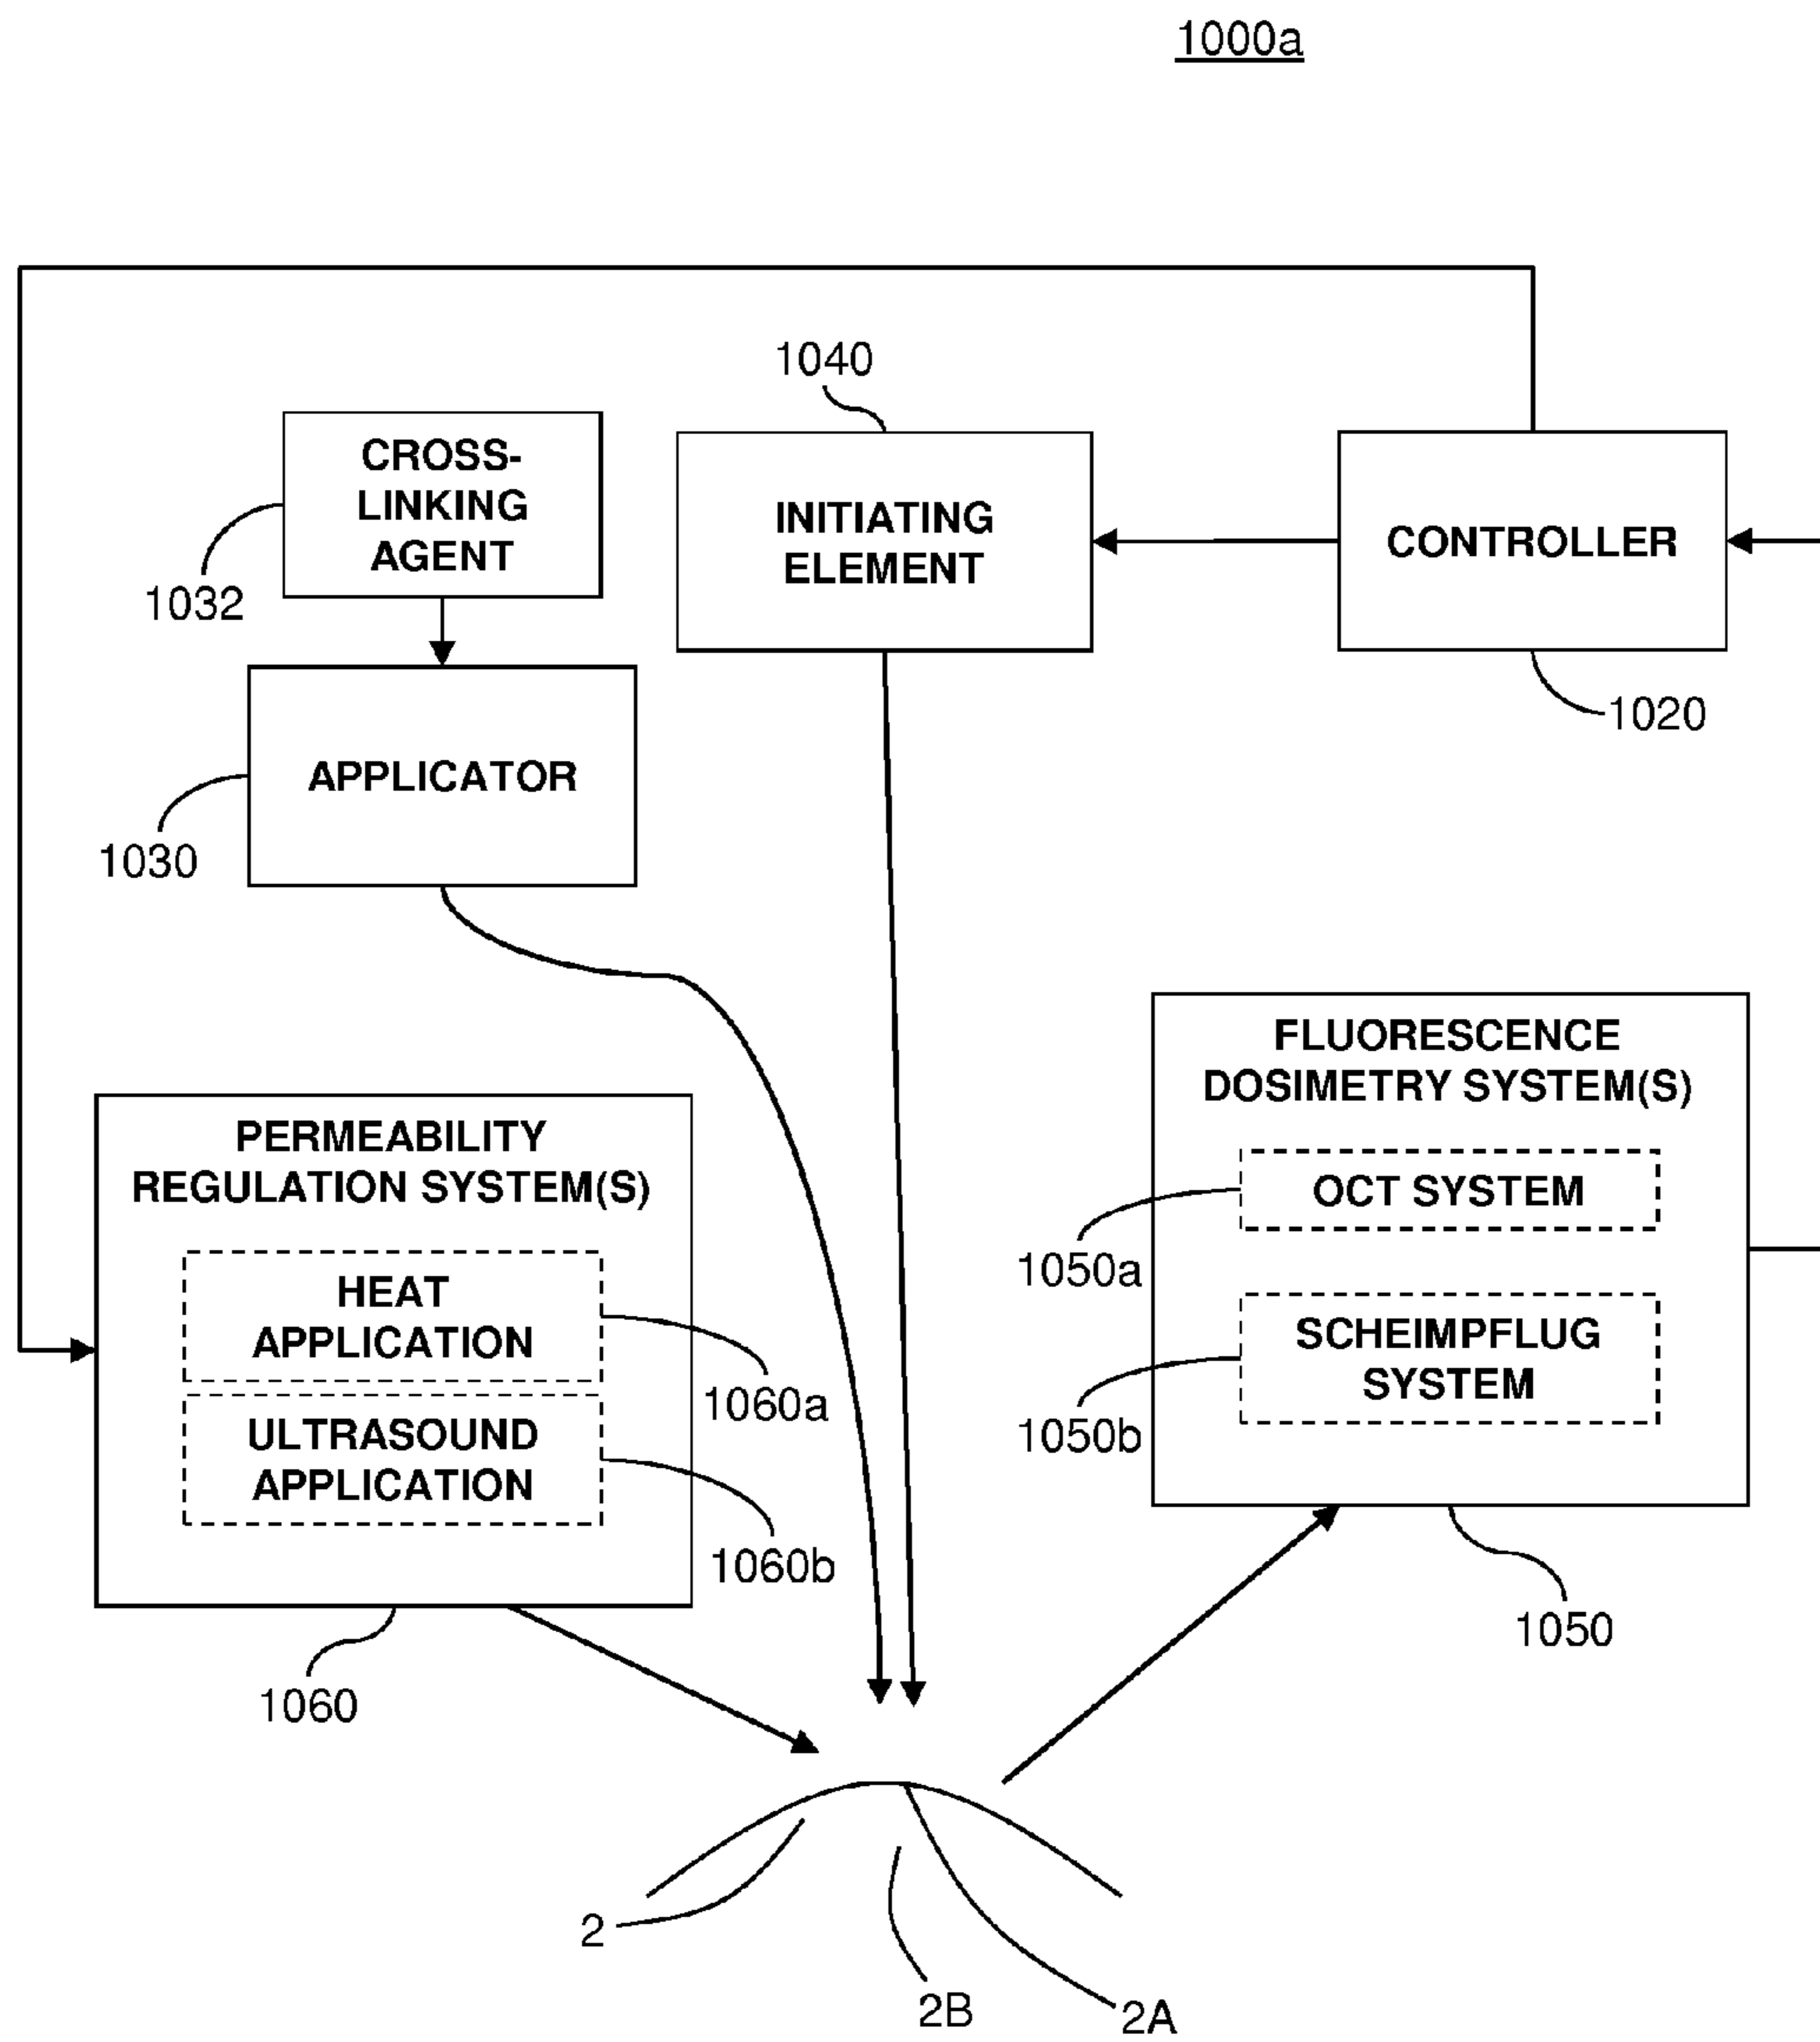 1000a
1040
CROSS-
LINKING
AGENT
1032
INITIATING
ELEMENT
CONTROLLER
1020
APPLICATOR
1030
FLUORESCENCE
DOSIMETRY SYSTEM(S)
OCT SYSTEM
1050a
SCHEIMPFLUG
SYSTEM
1050b
1050
PERMEABILITY
REGULATION SYSTEM(S)
HEAT
APPLICATION
1060a
ULTRASOUND
APPLICATION
1060b
1060
2
2B
2A